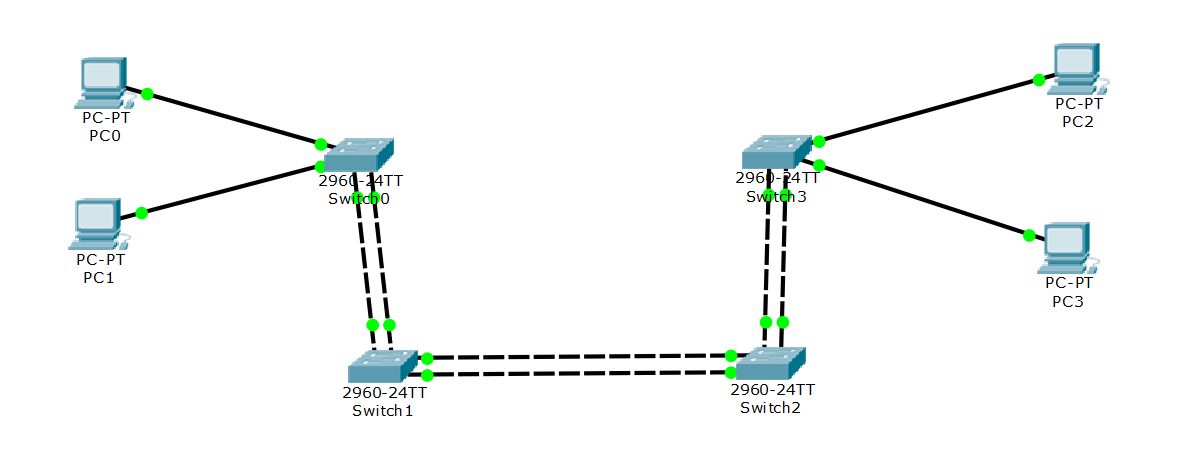 PC-PT
PC0
PC-PT
PC1
2960-24TT
Switch0
2960-24TT
Switch1
2960-24TT
Switch2
2960-24TT
Switch3
PC-PT
PC2
PC-PT
PC3